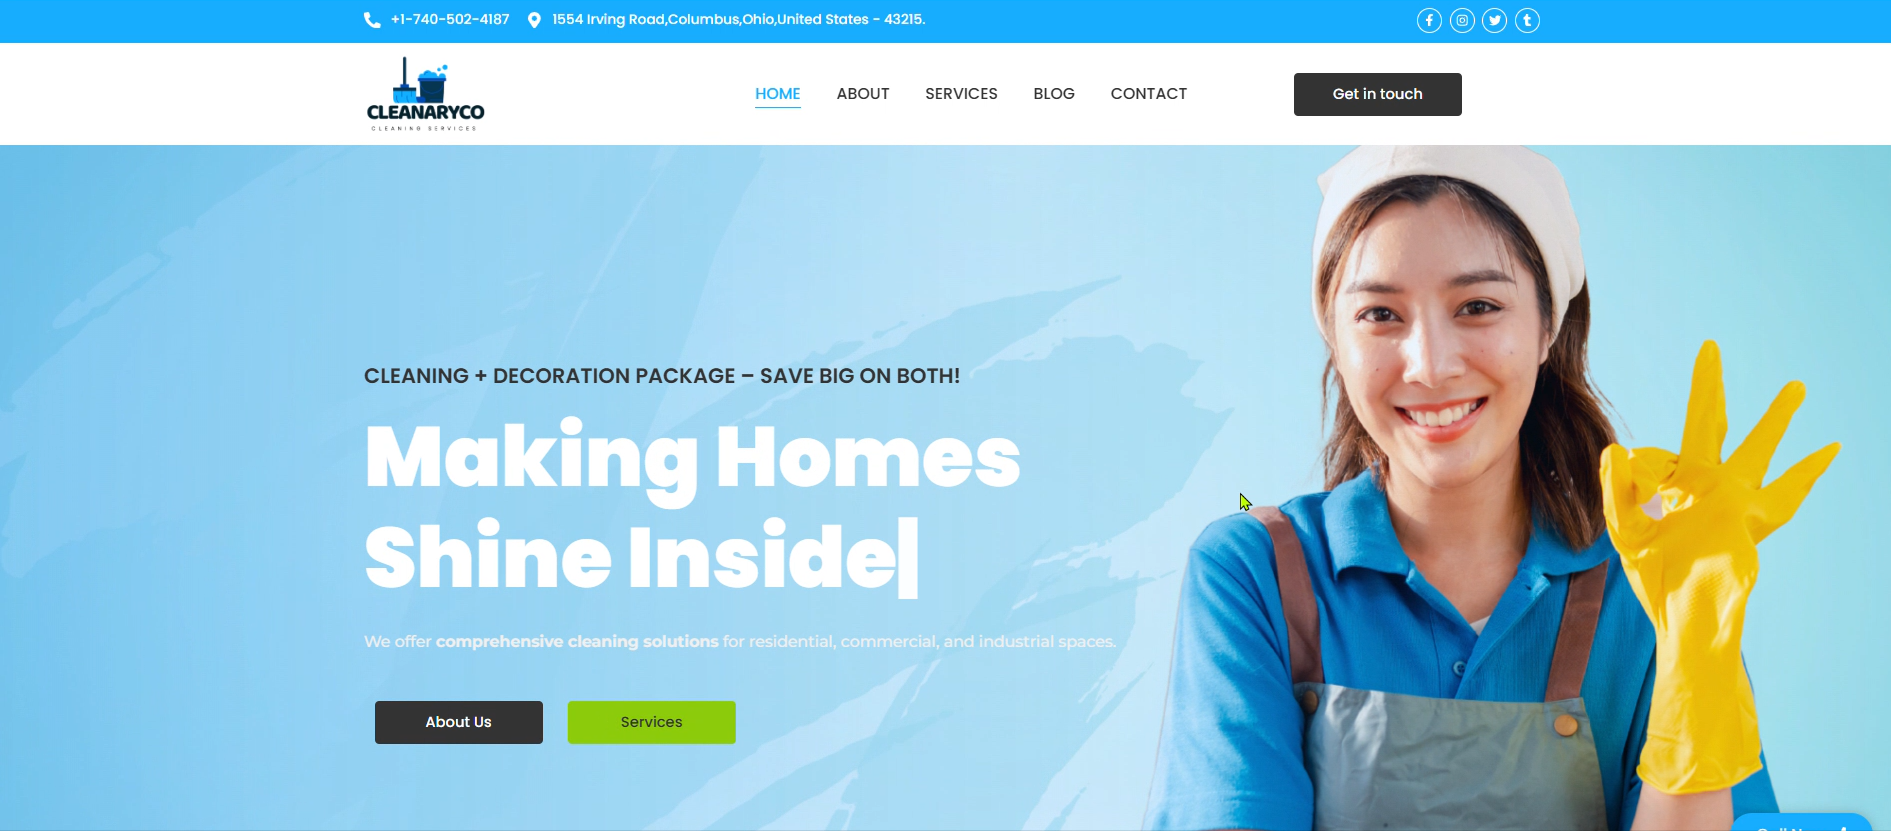 +1-740-502-4187 1554 Irving Road,Columbus,Ohio,United States - 43215.
CLEANARYCO
CLEANING SERVICES
HOME ABOUT SERVICES BLOG CONTACT
Get in touch
CLEANING + DECORATION PACKAGE – SAVE BIG ON BOTH!
Making Homes
Shine Inside|
We offer comprehensive cleaning solutions for residential, commercial, and industrial spaces.
About Us
Services